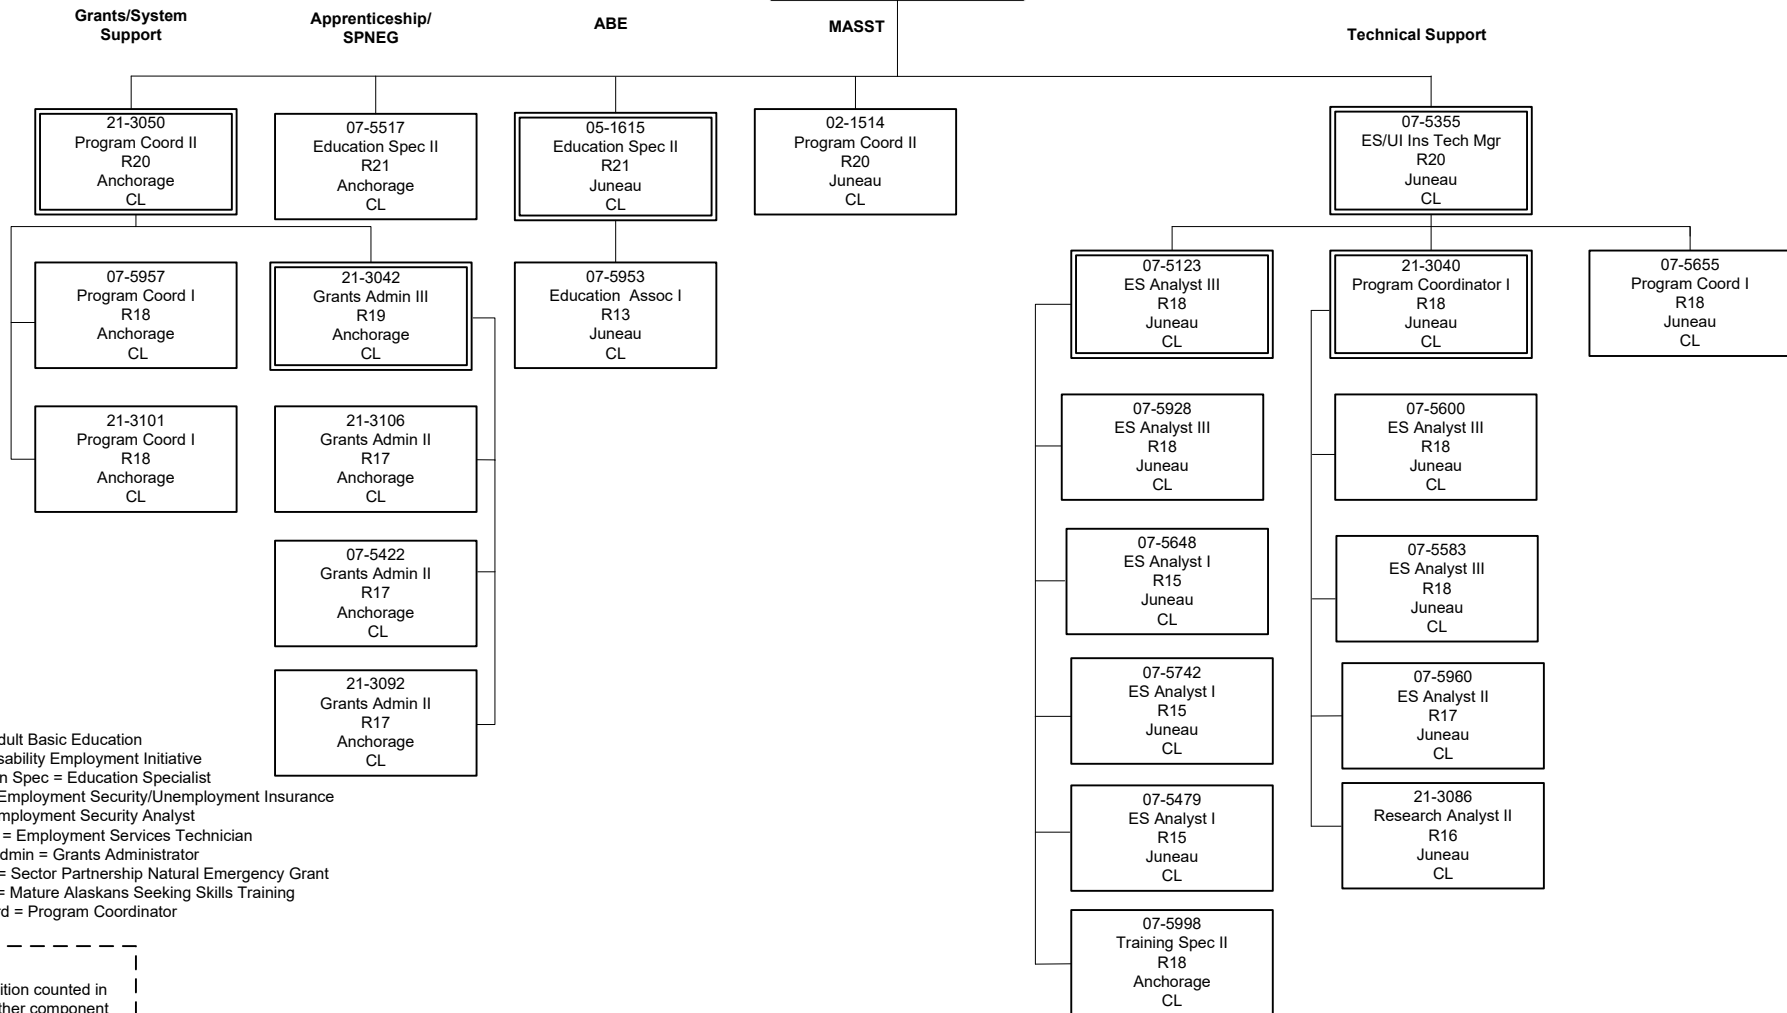 Grants/System
Support
Apprenticeship/
SPNEG
ABE
MASST
Technical Support
21-3050
Program Coord II
R20
Anchorage
CL
07-5517
Education Spec II
R21
Anchorage
CL
05-1615
Education Spec II
R21
Juneau
CL
02-1514
Program Coord II
R20
Juneau
CL
07-5355
ES/UI Ins Tech Mgr
R20
Juneau
CL
07-5957
Program Coord I
R18
Anchorage
CL
21-3042
Grants Admin III
R19
Anchorage
CL
07-5953
Education  Assoc I
R13
Juneau
CL
07-5123
ES Analyst III
R18
Juneau
CL
21-3040
Program Coordinator I
R18
Juneau
CL
07-5655
Program Coord I
R18
Juneau
CL
21-3101
Program Coord I
R18
Anchorage
CL
21-3106
Grants Admin II
R17
Anchorage
CL
07-5928
ES Analyst III
R18
Juneau
CL
07-5600
ES Analyst III
R18
Juneau
CL
07-5422
Grants Admin II
R17
Anchorage
CL
07-5648
ES Analyst I
R15
Juneau
CL
07-5583
ES Analyst III
R18
Juneau
CL
21-3092
Grants Admin II
R17
Anchorage
CL
07-5742
ES Analyst I
R15
Juneau
CL
07-5960
ES Analyst II
R17
Juneau
CL
07-5479
ES Analyst I
R15
Juneau
CL
21-3086
Research Analyst II
R16
Juneau
CL
07-5998
Training Spec II
R18
Anchorage
CL
dult Basic Education
sability Employment Initiative
n Spec = Education Specialist
Employment Security/Unemployment Insurance
mployment Security Analyst
= Employment Services Technician
dmin = Grants Administrator
= Sector Partnership Natural Emergency Grant
= Mature Alaskans Seeking Skills Training
rd = Program Coordinator
ition counted in
ther component